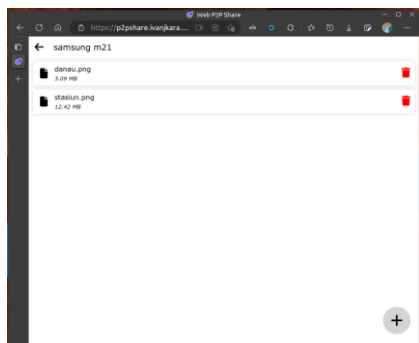 Web P2P Share
https://p2pshare.ivanjkara....
samsung m21
danau.png
3.09 MB
stasiun.png
12.42 MB